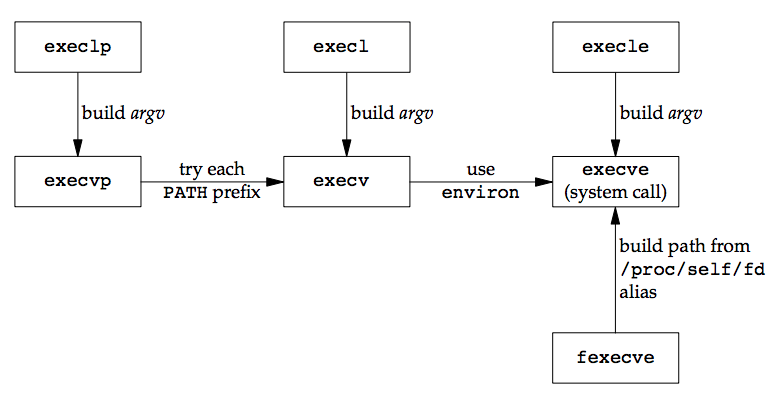 execlp
execl
execle
build argv
build argv
build argv
execvp
try each
PATH prefix
execv
use
environ
execve
(system call)
build path from
/proc/self/fd
alias
fexecve